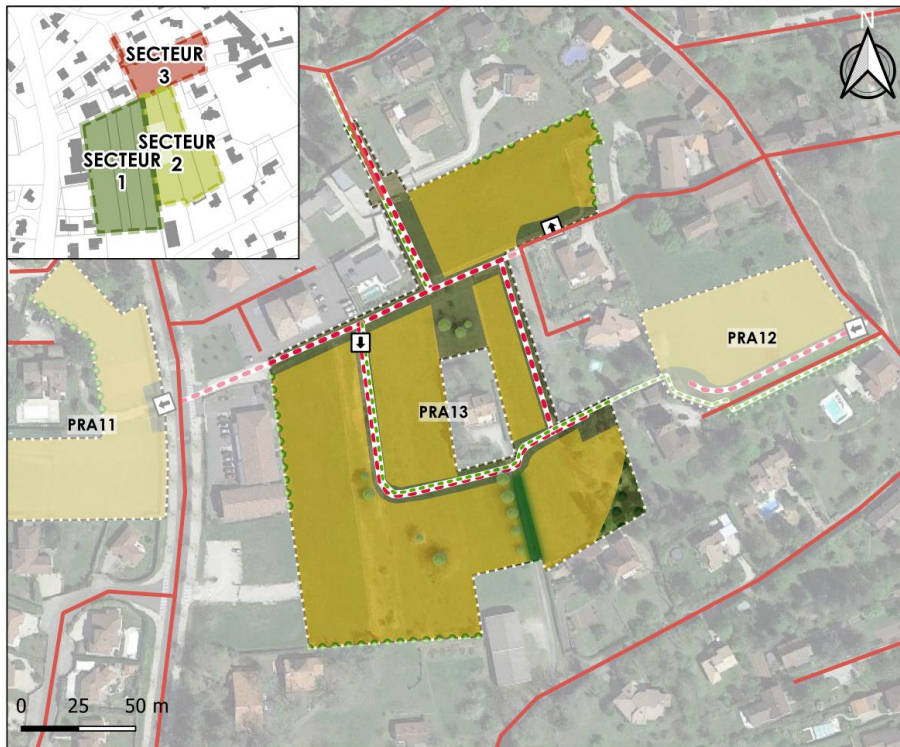 SECTEUR
3
SECTEUR
2
SECTEUR
1
N
PRA12
PRA11
PRA13
0 25 50 m